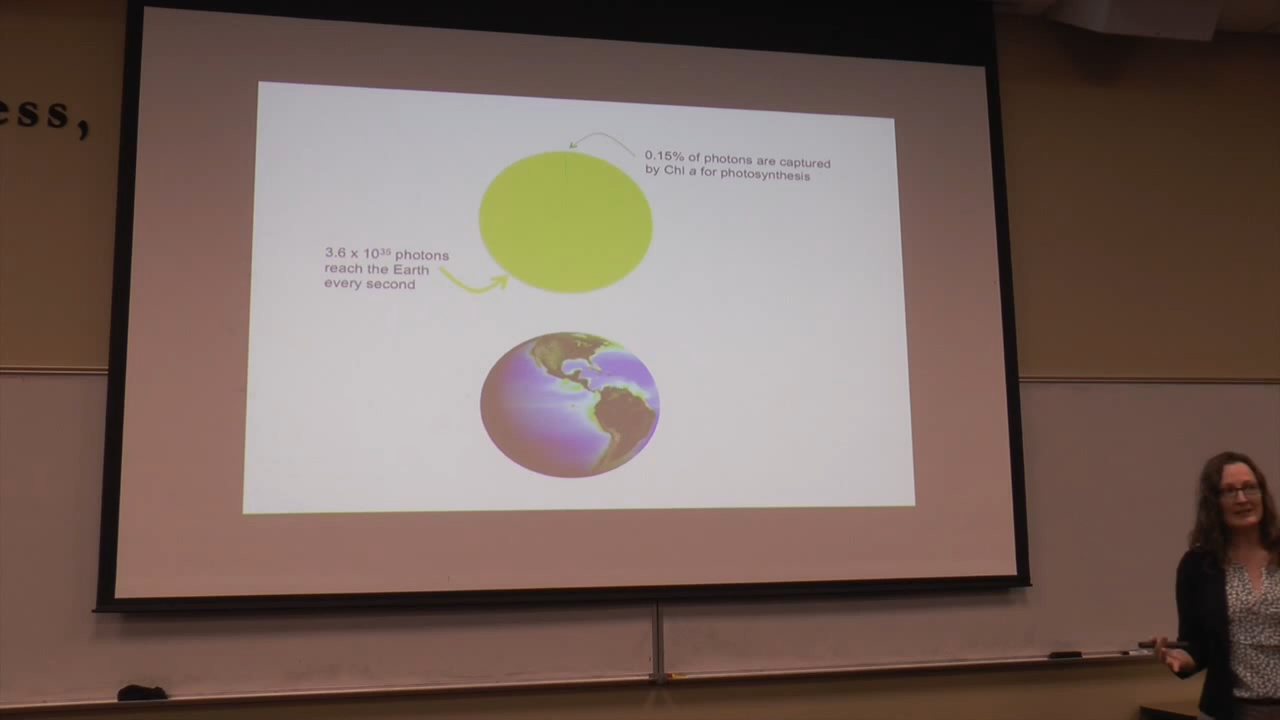 ess,
0.15% of photons are captured
by Chl a for photosynthesis
3.6 x 10³⁵ photons
reach the Earth
every second